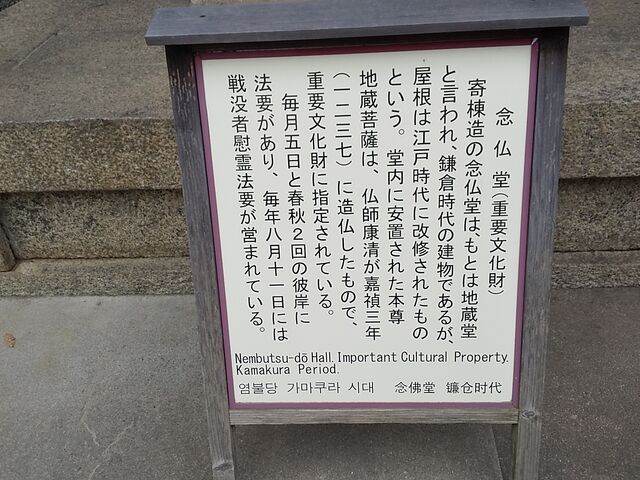 念仏堂(重要文化財)
寄棟造の念仏堂は、もとは地蔵堂
と言われ、鎌倉時代の建物であるが、
屋根は江戸時代に改修されたもの
という。堂内に安置された本尊
地蔵菩薩は、仏師康清が嘉禎三年
(一二三七)に造仏したもので、
重要文化財に指定されている。
毎月五日と春秋2回の彼岸に
法要があり、毎年八月十一日には
戦没者慰霊法要が営まれている。
Nembutsu-dō Hall. Important Cultural Property.
Kamakura Period.
염불당 가마쿠라 시대 念佛堂 镰仓时代